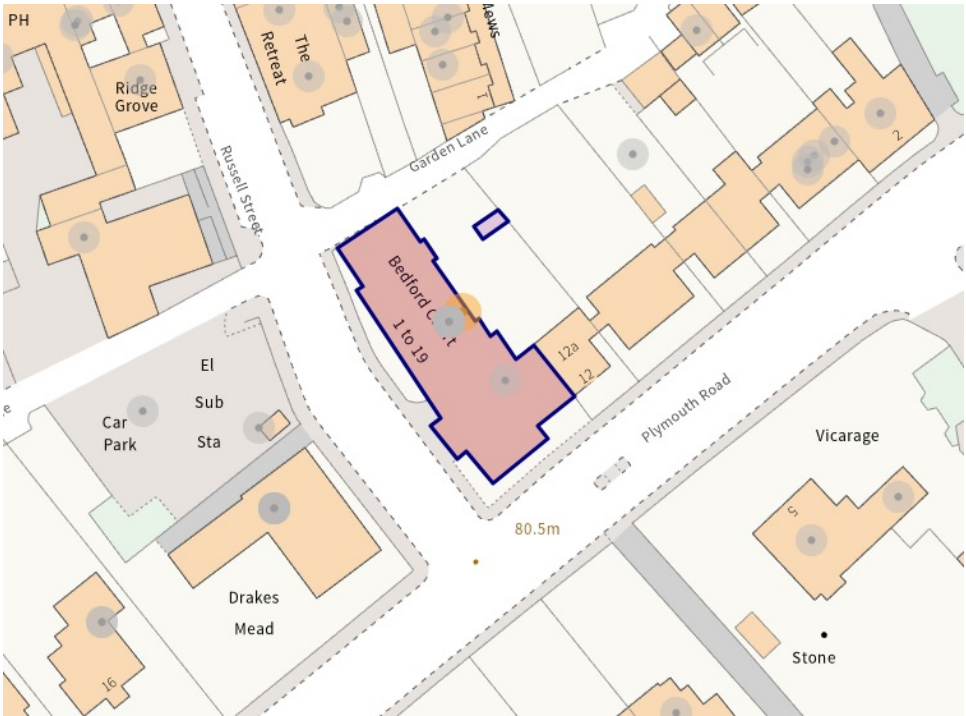 PH
Mews
The
Retreat
Ridge
Grove
1
Garden Lane
Russell Street
2
Bedford
1 to 19
12a
12
El
Sub
Sta
Car
Park
Plymouth Road
Vicarage
5
80.5m
Drakes
Mead
Stone
16